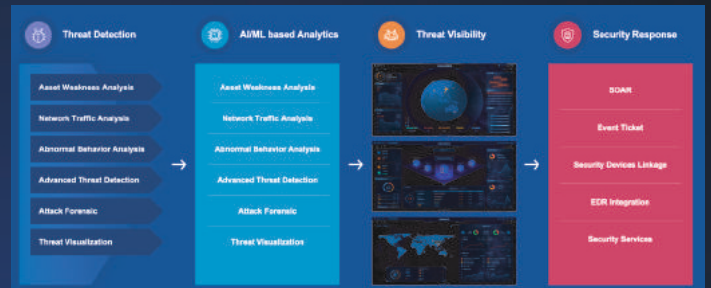 Threat Detection
AI/ML based Analytics
Threat Visibility
Security Response
Asset Weakness Analysis
Network Traffic Analysis
Abnormal Behavior Analysis
Advanced Threat Detection
Attack Forensic
Threat Visualization
Asset Weakness Analysis
Network Traffic Analysis
Abnormal Behavior Analysis
Advanced Threat Detection
Attack Forensic
Threat Visualization
SOAR
Event Ticket
Security Devices Linkage
EDR Integration
Security Services